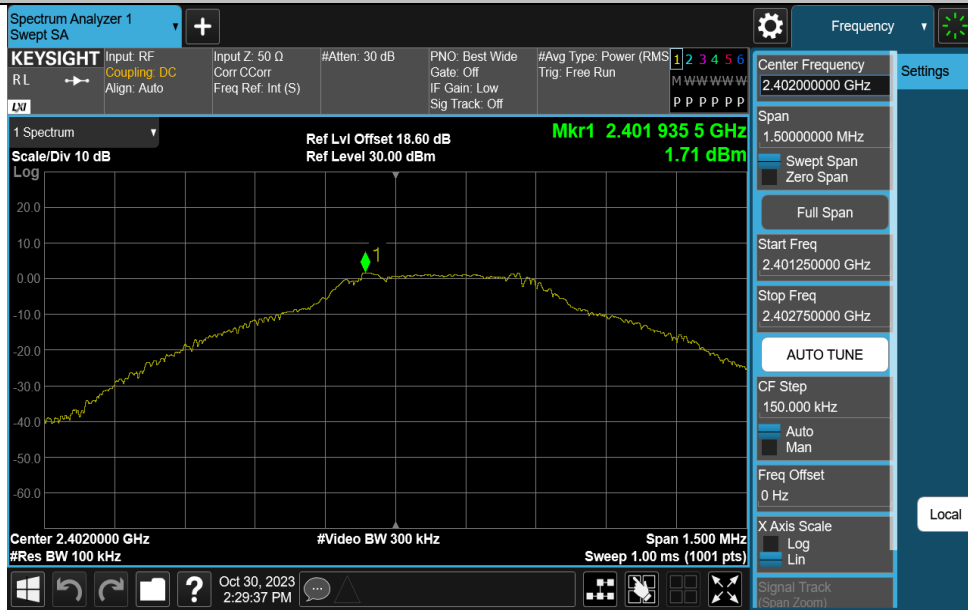 Spectrum Analyzer 1
Swept SA
+
Frequency
KEYSIGHT
R L
LXI
Input: RF
Coupling: DC
Align: Auto
Input Z: 50 Ω
Corr CCorr
Freq Ref: Int (S)
#Atten: 30 dB
PNO: Best Wide
Gate: Off
IF Gain: Low
Sig Track: Off
#Avg Type: Power (RMS
Trig: Free Run
1 2 3 4 5 6
M W W W W W
P P P P P P
1 Spectrum
Scale/Div 10 dB
Log
Ref Lvl Offset 18.60 dB
Ref Level 30.00 dBm
Mkr1 2.401 935 5 GHz
1.71 dBm
1
20.0
10.0
0.00
-10.0
-20.0
-30.0
-40.0
-50.0
-60.0
Center 2.4020000 GHz
#Res BW 100 kHz
#Video BW 300 kHz
Span 1.500 MHz
Sweep 1.00 ms (1001 pts)
?
Oct 30, 2023
2:29:37 PM
Center Frequency
2.402000000 GHz
Span
1.50000000 MHz
Swept Span
Zero Span
Full Span
Start Freq
2.401250000 GHz
Stop Freq
2.402750000 GHz
AUTO TUNE
CF Step
150.000 kHz
Auto
Man
Freq Offset
0 Hz
X Axis Scale
Log
Lin
Signal Track
(Span Zoom)
Settings
Local